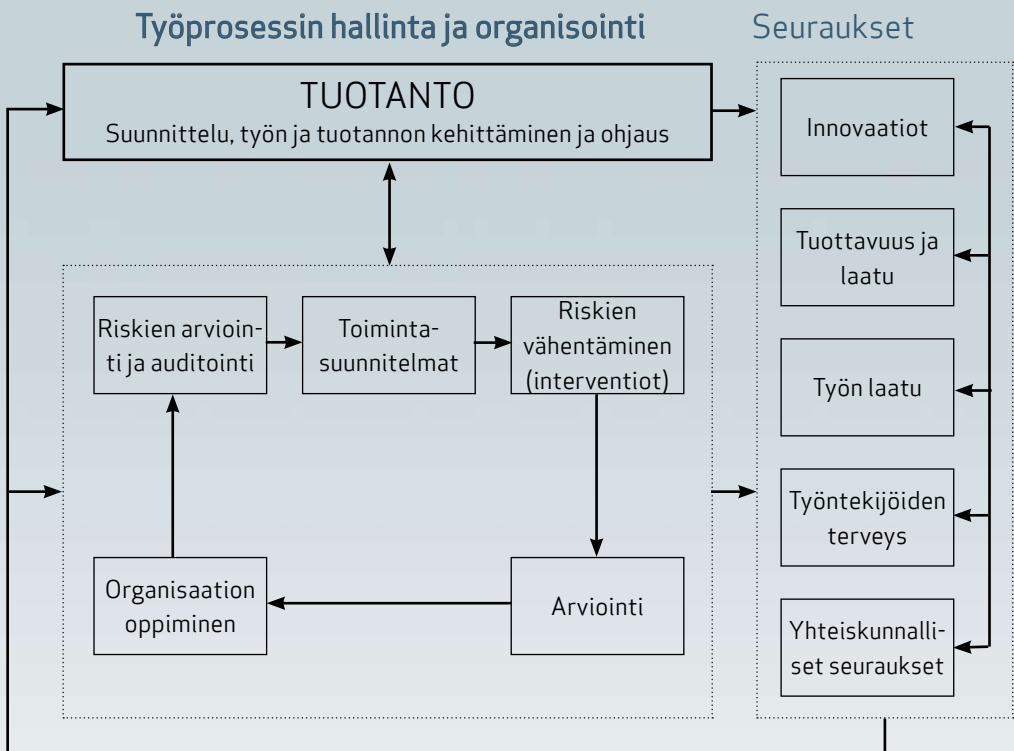 Työprosessin hallinta ja organisointi
Seuraukset
TUOTANTO
Suunnittelu, työn ja tuotannon kehittäminen ja ohjaus
Riskien arvioin-
ti ja auditointi
Toiminta-
suunnitelmat
Riskien
vähentäminen
(interventiot)
Organisaation
oppiminen
Arviointi
Innovaatiot
Tuottavuus ja
laatu
Työn laatu
Työntekijöiden
terveys
Yhteiskunnalli-
set seuraukset